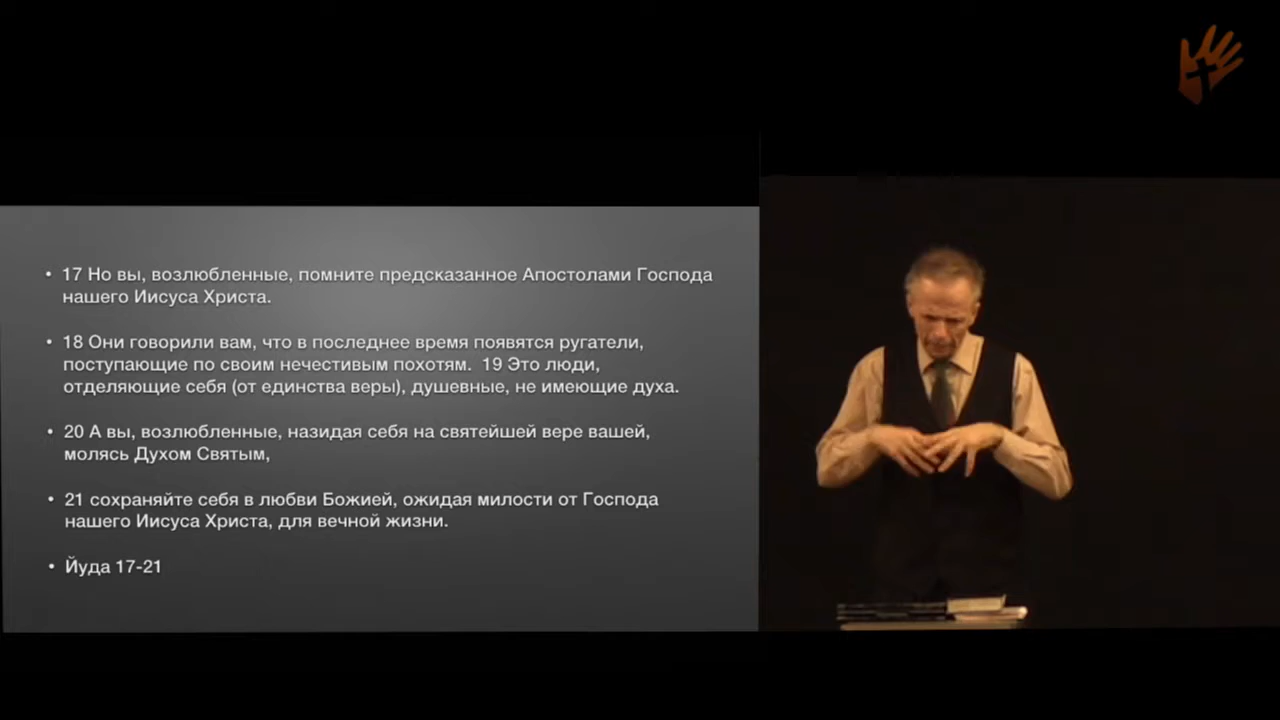 • 17 Но вы, возлюбленные, помните предсказанное Апостолами Господа
нашего Иисуса Христа.
• 18 Они говорили вам, что в последнее время появятся ругатели,
поступающие по своим нечестивым похотям. 19 Это люди,
отделяющие себя (от единства веры), душевные, не имеющие духа.
• 20 А вы, возлюбленные, назидая себя на святейшей вере вашей,
молясь Духом Святым,
• 21 сохраняйте себя в любви Божией, ожидая милости от Господа
нашего Иисуса Христа, для вечной жизни.
• Йуда 17-21